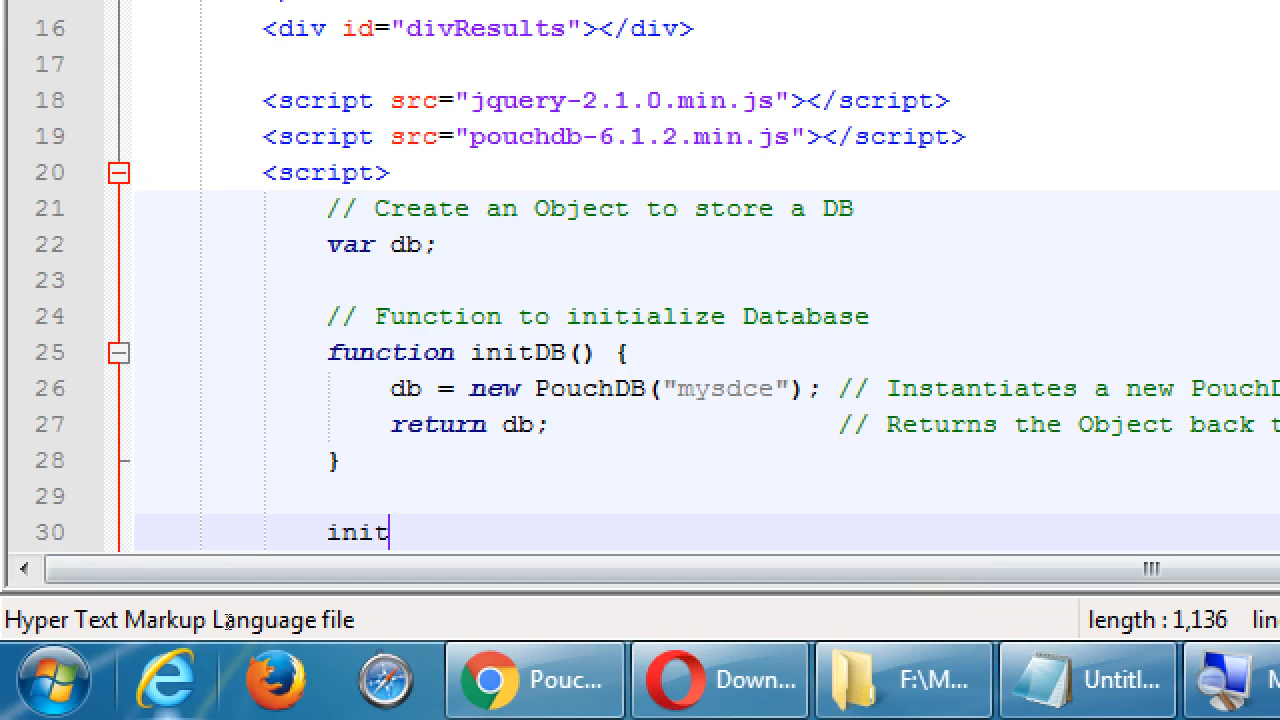 16 <div id="divResults"></div>
17
18 <script src="jquery-2.1.0.min.js"></script>
19 <script src="pouchdb-6.1.2.min.js"></script>
20 <script>
21 // Create an Object to store a DB
22 var db;
23
24 // Function to initialize Database
25 function initDB() {
26 db = new PouchDB("mysdce"); // Instantiates a new Pouch
27 return db; // Returns the Object back t
28 }
29
30 init
Hyper Text Markup Language file length : 1,136 lin
Pouc... Down... F:\M... Untitl... M